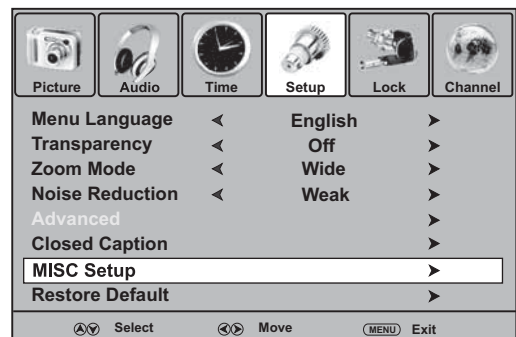 Picture Audio Time Setup Lock Channel
Menu Language English
Transparency Off
Zoom Mode Wide
Noise Reduction Weak
Advanced
Closed Caption
MISC Setup
Restore Default
Select Move MENU Exit